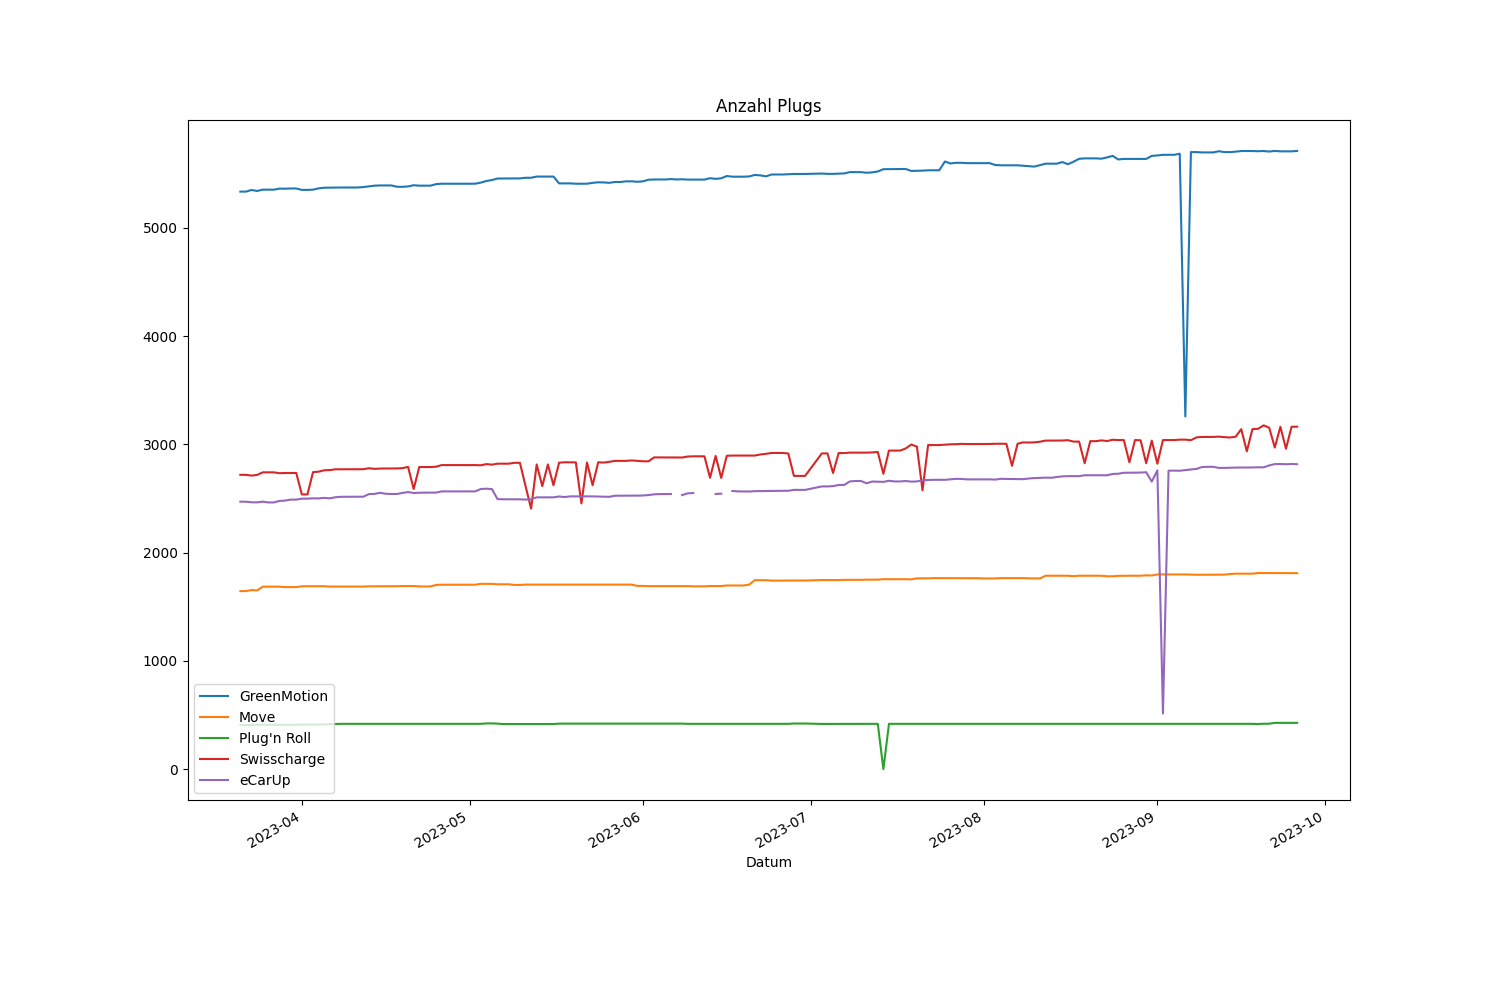 Anzahl Plugs
5000
4000
3000
2000
1000
0
GreenMotion
Move
Plug'n Roll
Swisscharge
eCarUp
2023-04
2023-05
2023-06
2023-07
2023-08
2023-09
2023-10
Datum